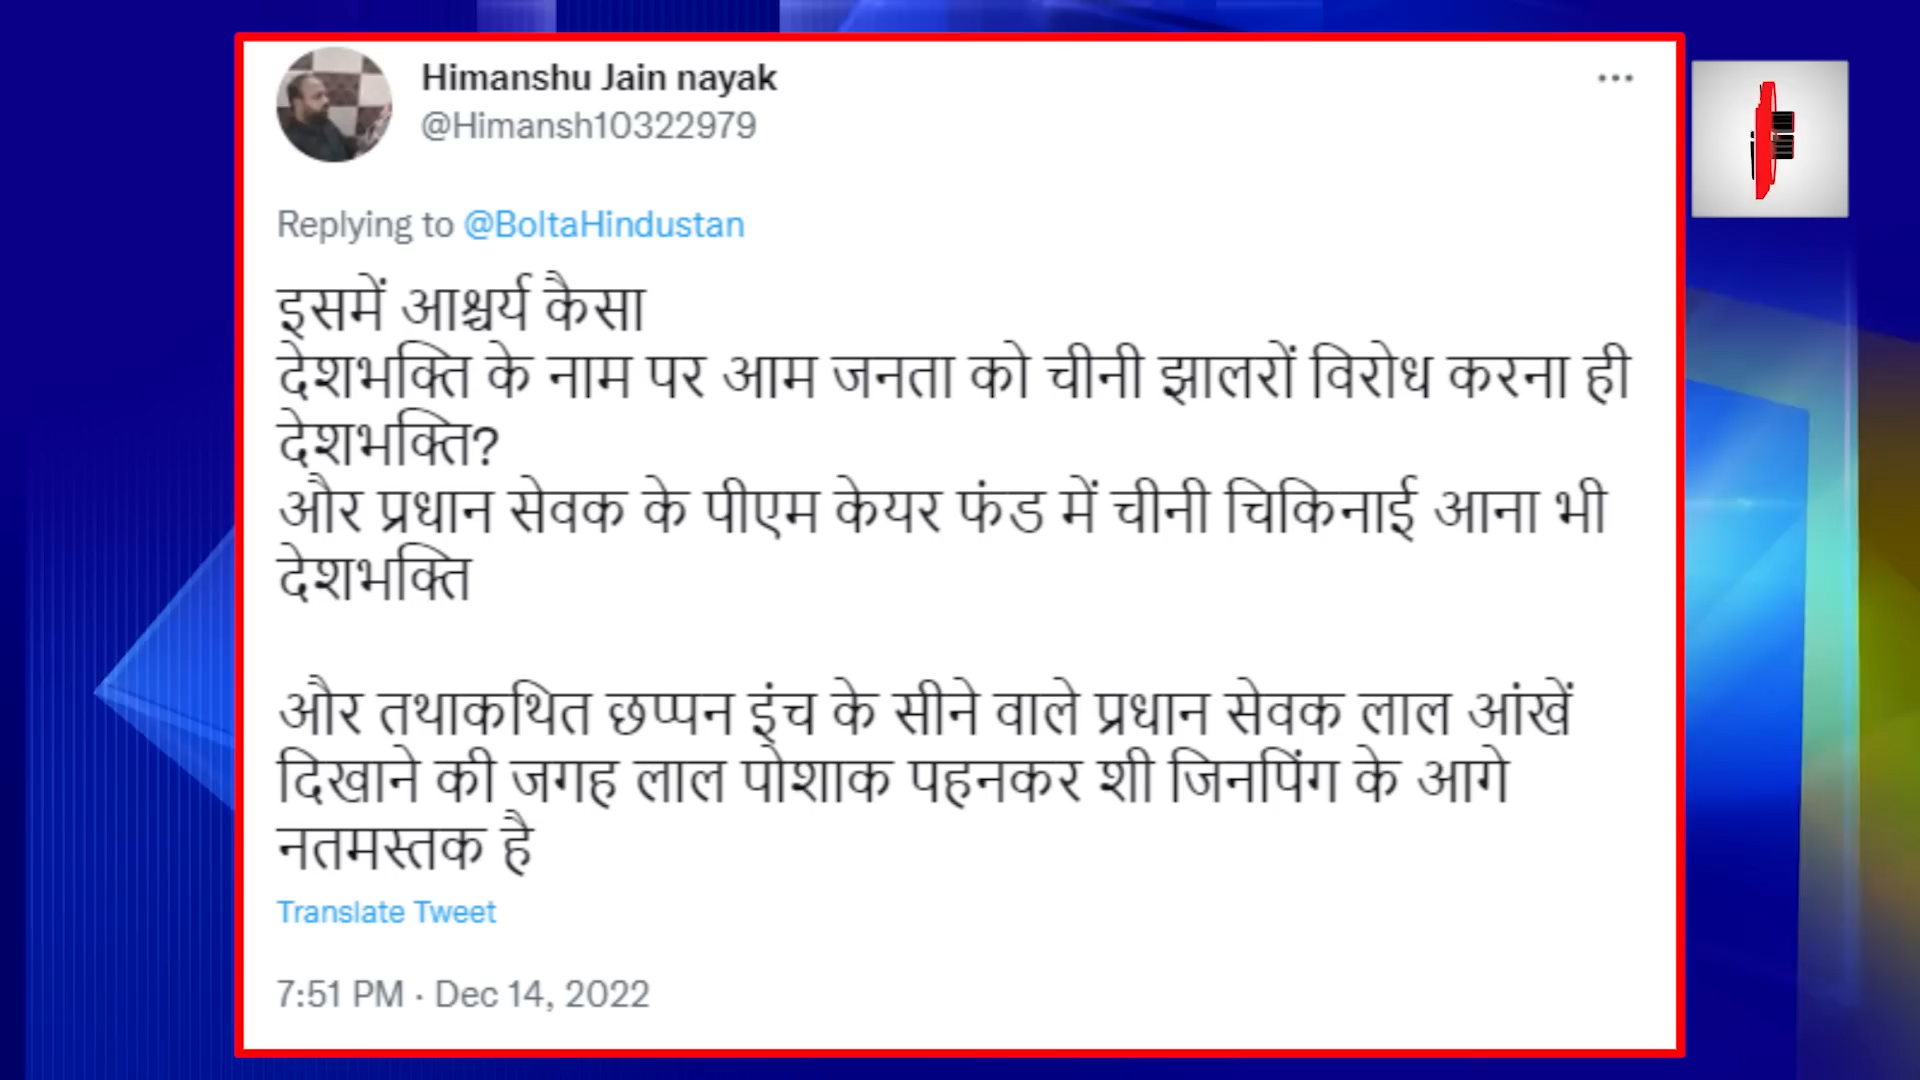 Himanshu Jain nayak
@Himansh10322979
Replying to @BoltaHindustan
इसमें आश्चर्य कैसा
देशभक्ति के नाम पर आम जनता को चीनी झालरों विरोध करना ही
देशभक्ति?
और प्रधान सेवक के पीएम केयर फंड में चीनी चिकिनाई आना भी
देशभक्ति
और तथाकथित छप्पन इंच के सीने वाले प्रधान सेवक लाल आंखें
दिखाने की जगह लाल पोशाक पहनकर शी जिनपिंग के आगे
नतमस्तक है
Translate Tweet
7:51 PM · Dec 14, 2022